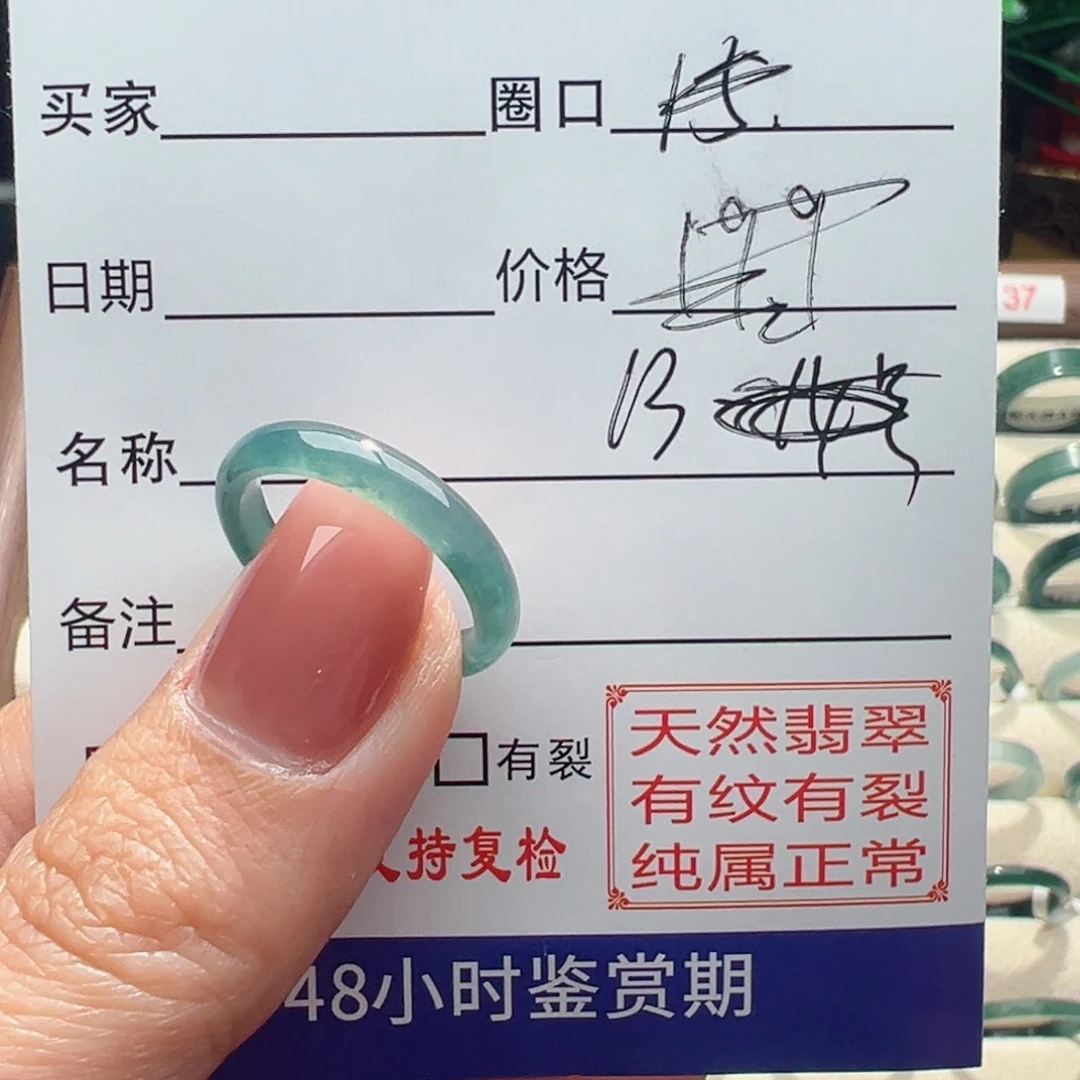 买家 圈口
日期 价格
13
名称
备注
有裂
天然翡翠
有纹有裂
纯属正常
持复检
48小时鉴赏期
37